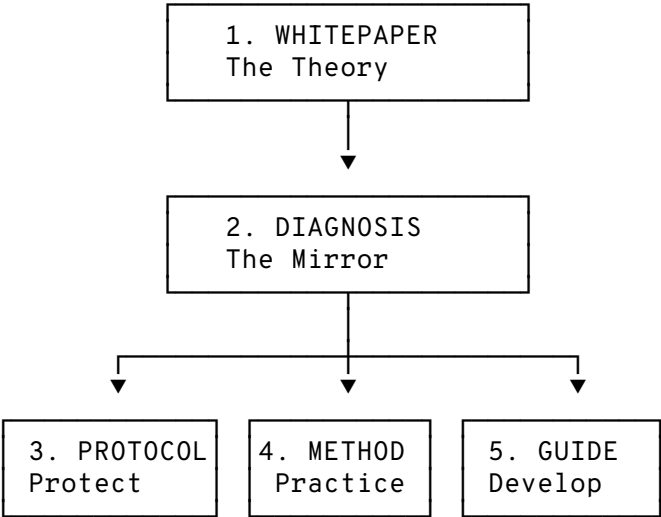 1. WHITEPAPER
The Theory
2. DIAGNOSIS
The Mirror
3. PROTOCOL
Protect
4. METHOD
Practice
5. GUIDE
Develop